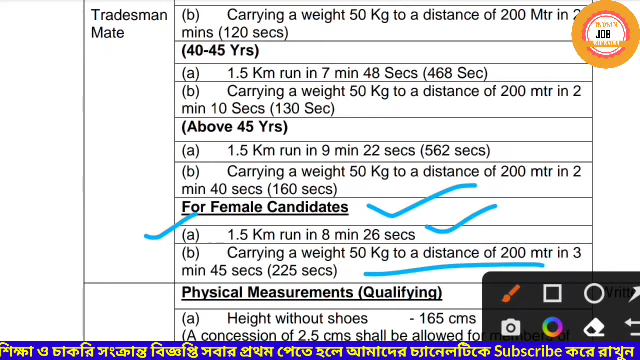 Tradesman
Mate
(b) Carrying a weight 50 Kg to a distance of 200 Mtr in 2
mins (120 secs)
(40-45 Yrs)
(a) 1.5 Km run in 7 min 48 Secs (468 Sec)
(b) Carrying a weight 50 Kg to a distance of 200 mtr in 2
min 10 Secs (130 Sec)
(Above 45 Yrs)
(a) 1.5 Km run in 9 min 22 secs (562 secs)
(b) Carrying a weight 50 Kg to a distance of 200 mtr in 2
min 40 secs (160 secs)
For Female Candidates
(a) 1.5 Km run in 8 min 26 secs
(b) Carrying a weight 50 Kg to a distance of 200 mtr in 3
min 45 secs (225 secs)
Physical Measurements (Qualifying)
(a) Height without shoes - 165 cms
(A concession of 2.5 cms shall be allowed for members of
JOB
শিক্ষা ও চাকরি সংক্রান্ত বিজ্ঞপ্তি সবার প্রথম পেতে হলে আমাদের চ্যানেলটিকে Subscribe করে রাখুন